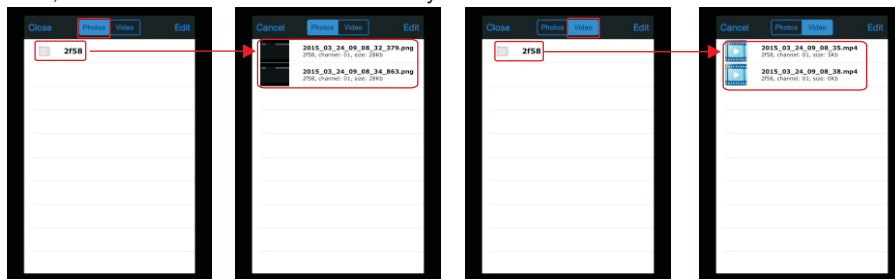 Close Photos Video Edit
2f58
Cancel Photos Video Edit
2015_03_24_09_08_32_379.png
2f58, channel: 01, size: 28Kb
2015_03_24_09_08_34_863.png
2f58, channel: 01, size: 28Kb
Close Photos Video Edit
2f58
Cancel Photos Video Edit
2015_03_24_09_08_35.mp4
2f58, channel: 01, size: 5Kb
2015_03_24_09_08_38.mp4
2f58, channel: 01, size: 0Kb